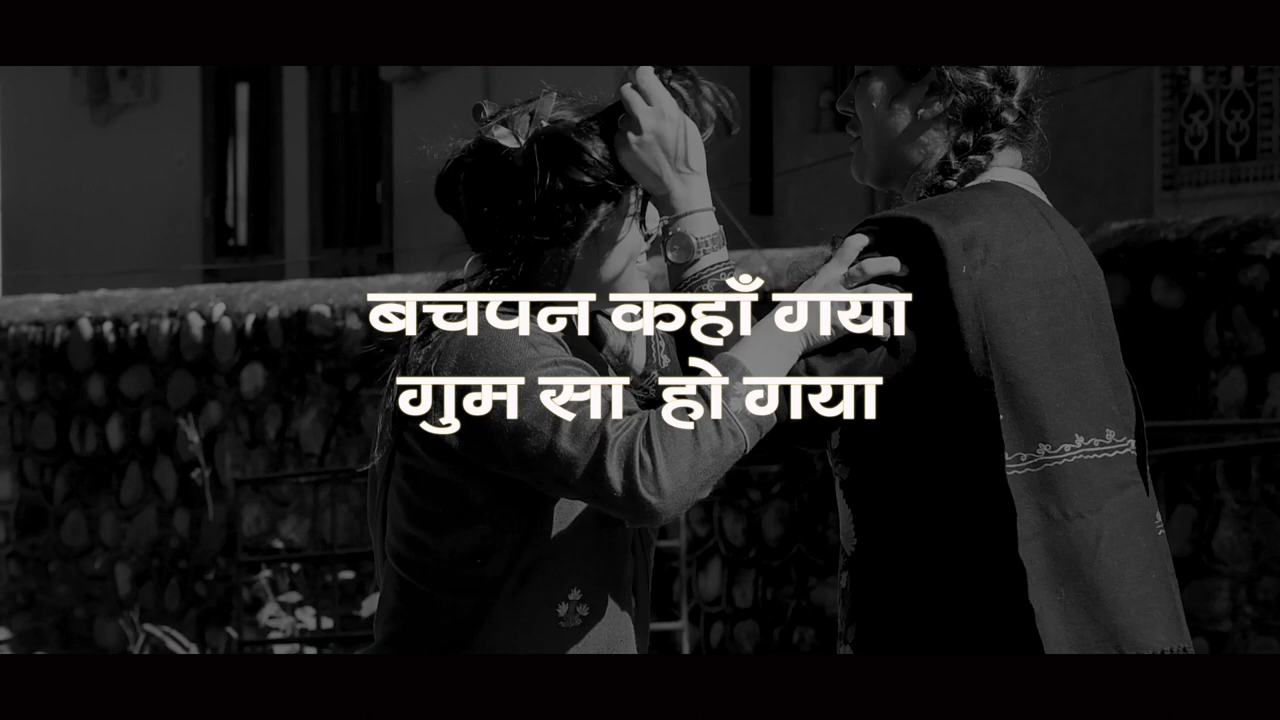 बचपन कहाँ गया
गुम सा हो गया